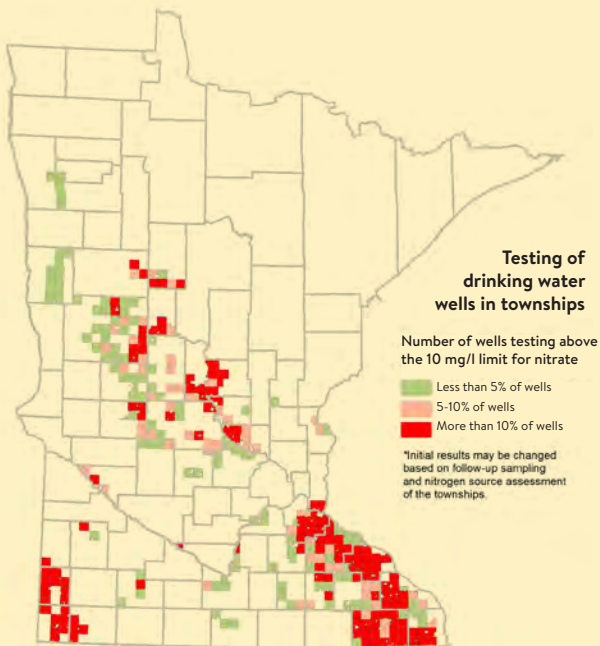 Testing of
drinking water
wells in townships
Number of wells testing above
the 10 mg/l limit for nitrate
Less than 5% of wells
5-10% of wells
More than 10% of wells
*Initial results may be changed
based on follow-up sampling
and nitrogen source assessment
of the townships.